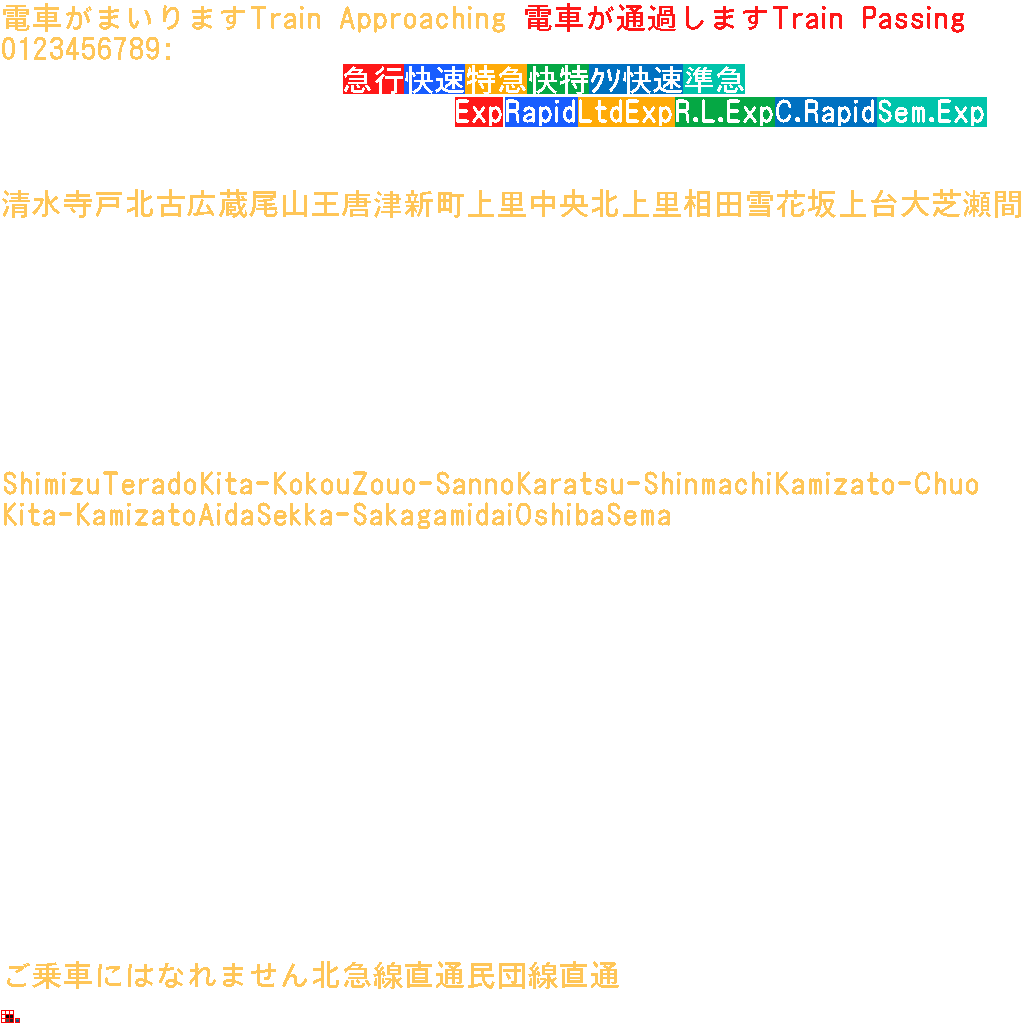 電車がまいりますTrain Approaching 電車が通過しますTrain Passing
0123456789:
急行快速特急快特ｸｿ快速準急
ExpRapidLtdExpR.L.ExpC.RapidSem.Exp
清水寺戸北古広蔵尾山王唐津新町上里中央北上里相田雪花坂上台大芝瀬間
ShimizuTeradoKita-KokouZouo-SannoKaratsu-ShinmachiKamizato-Chuo
Kita-KamizatoAidaSekka-SakagamidaiOshibaSema
ご乗車にはなれません北急線直通民団線直通